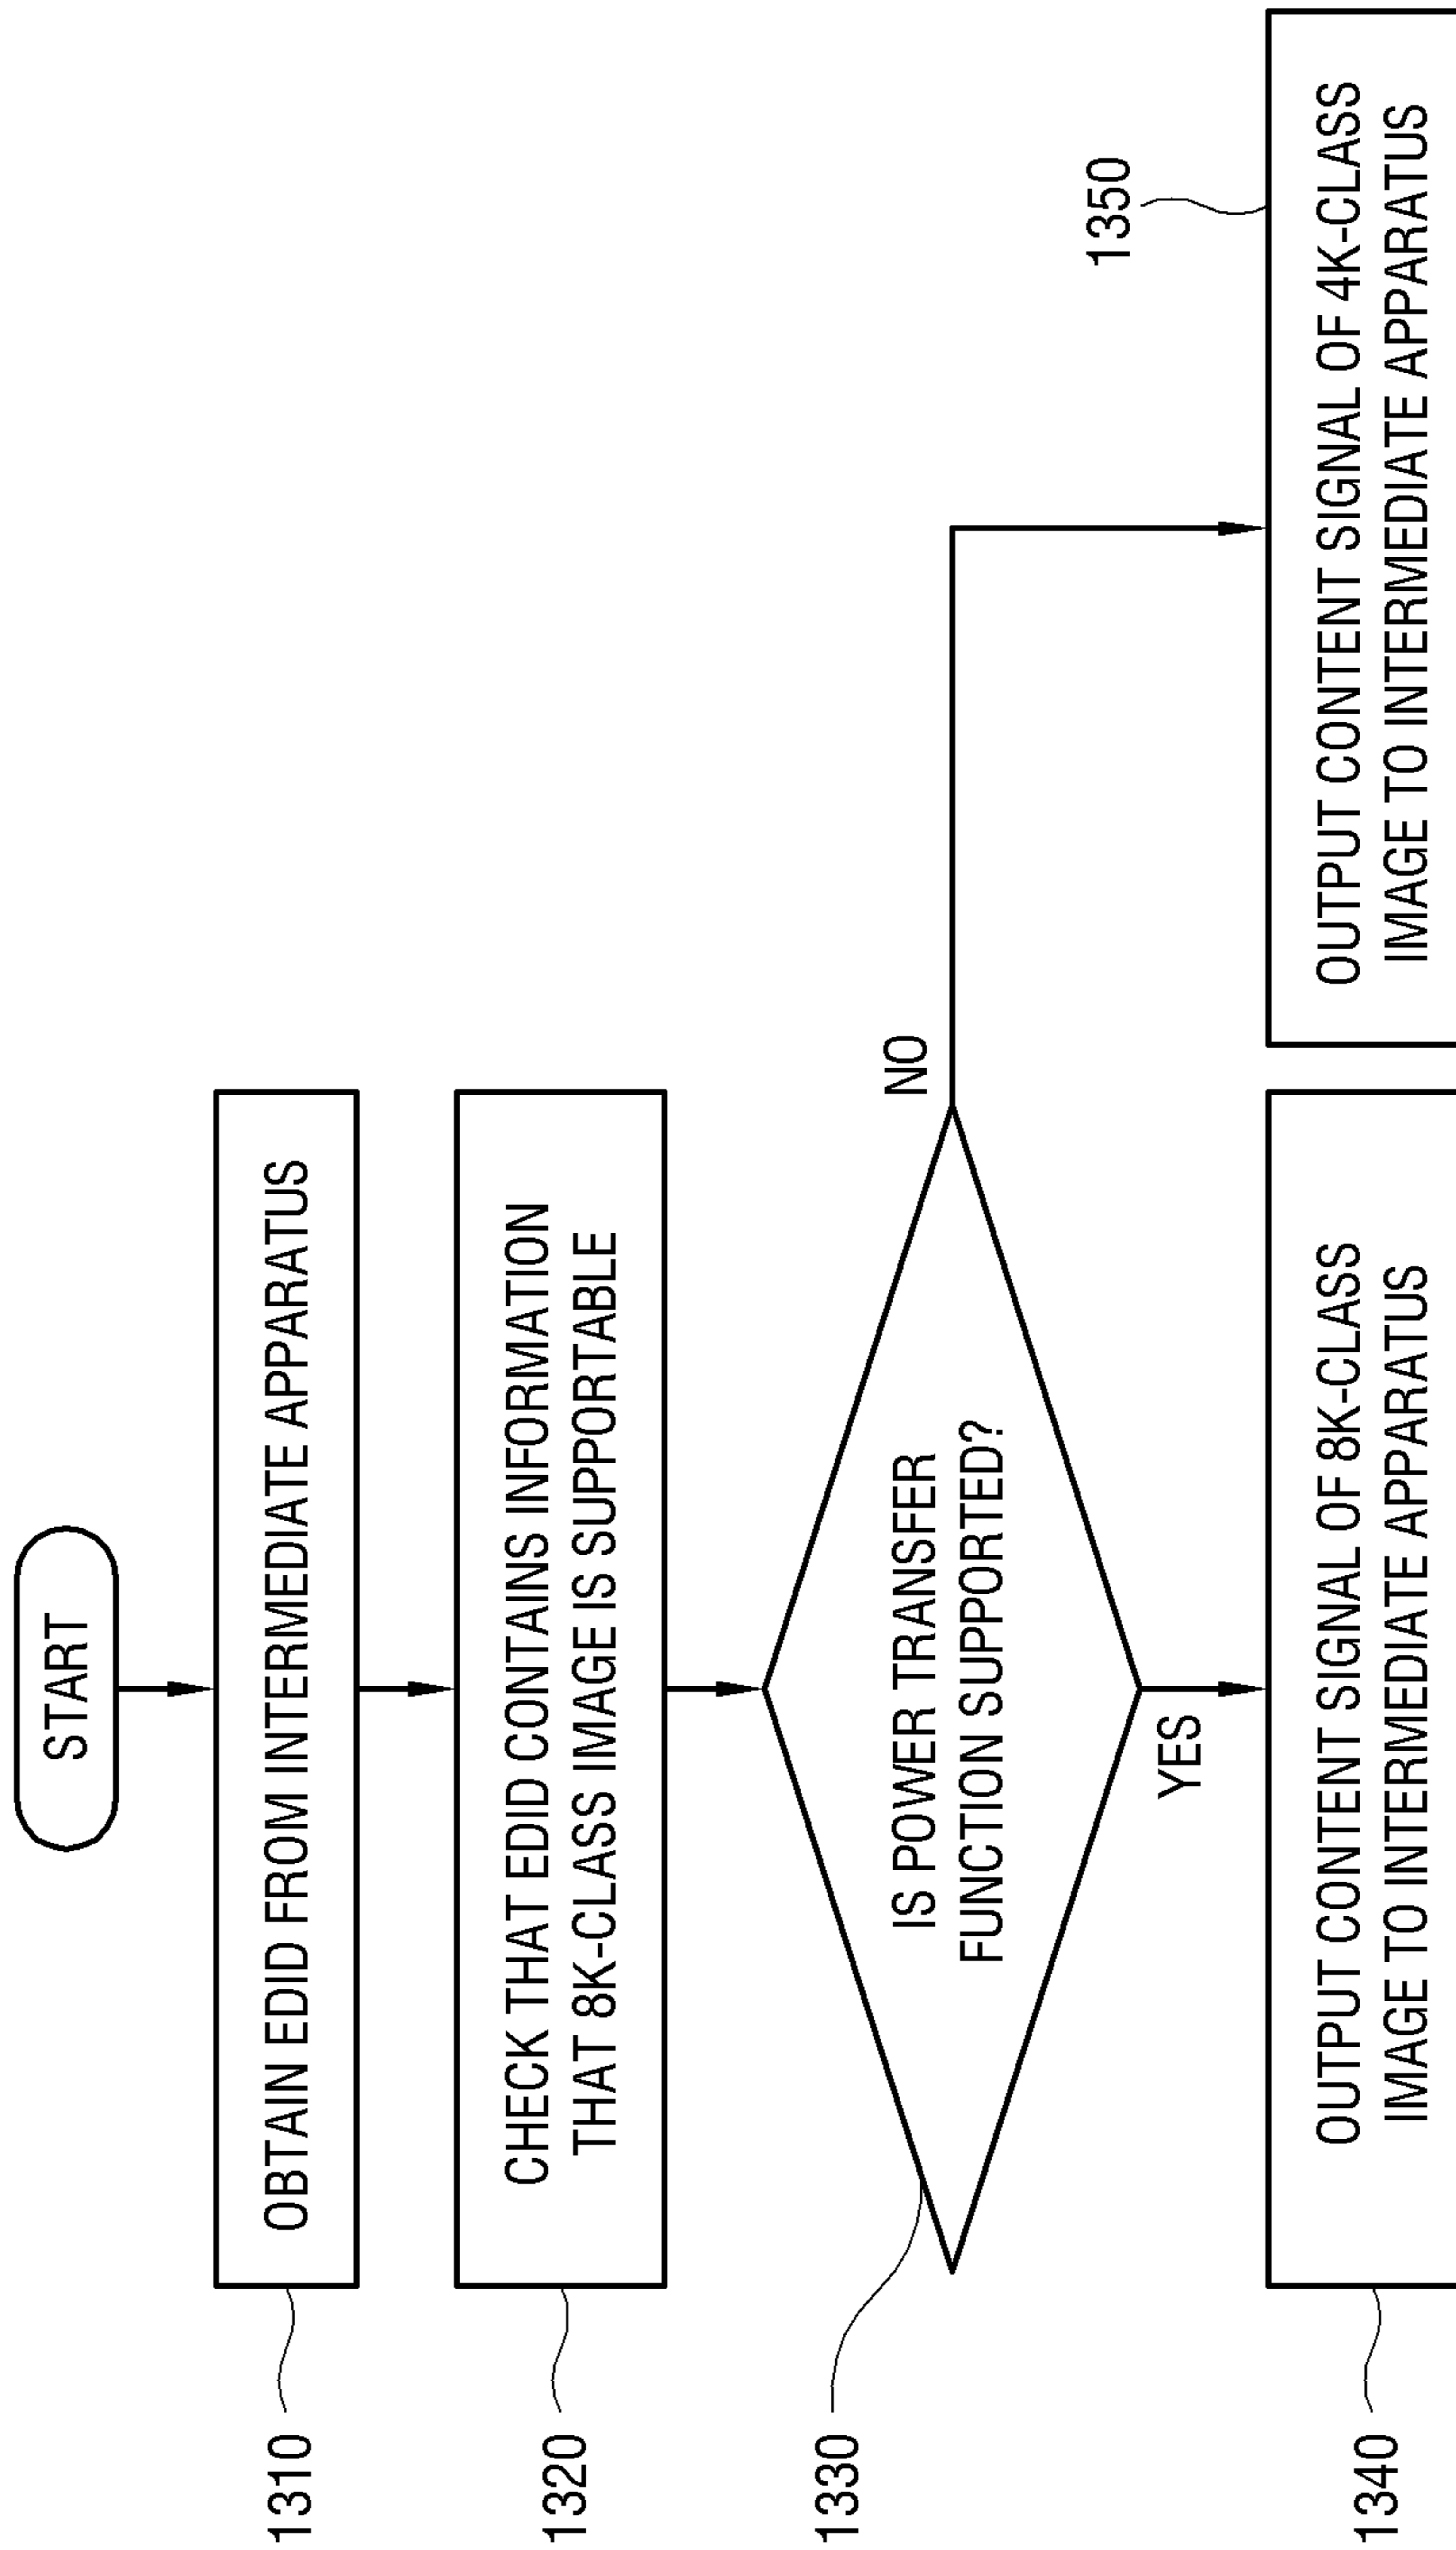 START
1310
OBTAIN EDID FROM INTERMEDIATE APPARATUS
1320
CHECK THAT EDID CONTAINS INFORMATION
THAT 8K-CLASS IMAGE IS SUPPORTABLE
1330
IS POWER TRANSFER
FUNCTION SUPPORTED?
NO
YES
1350
1340
OUTPUT CONTENT SIGNAL OF 8K-CLASS
IMAGE TO INTERMEDIATE APPARATUS
OUTPUT CONTENT SIGNAL OF 4K-CLASS
IMAGE TO INTERMEDIATE APPARATUS